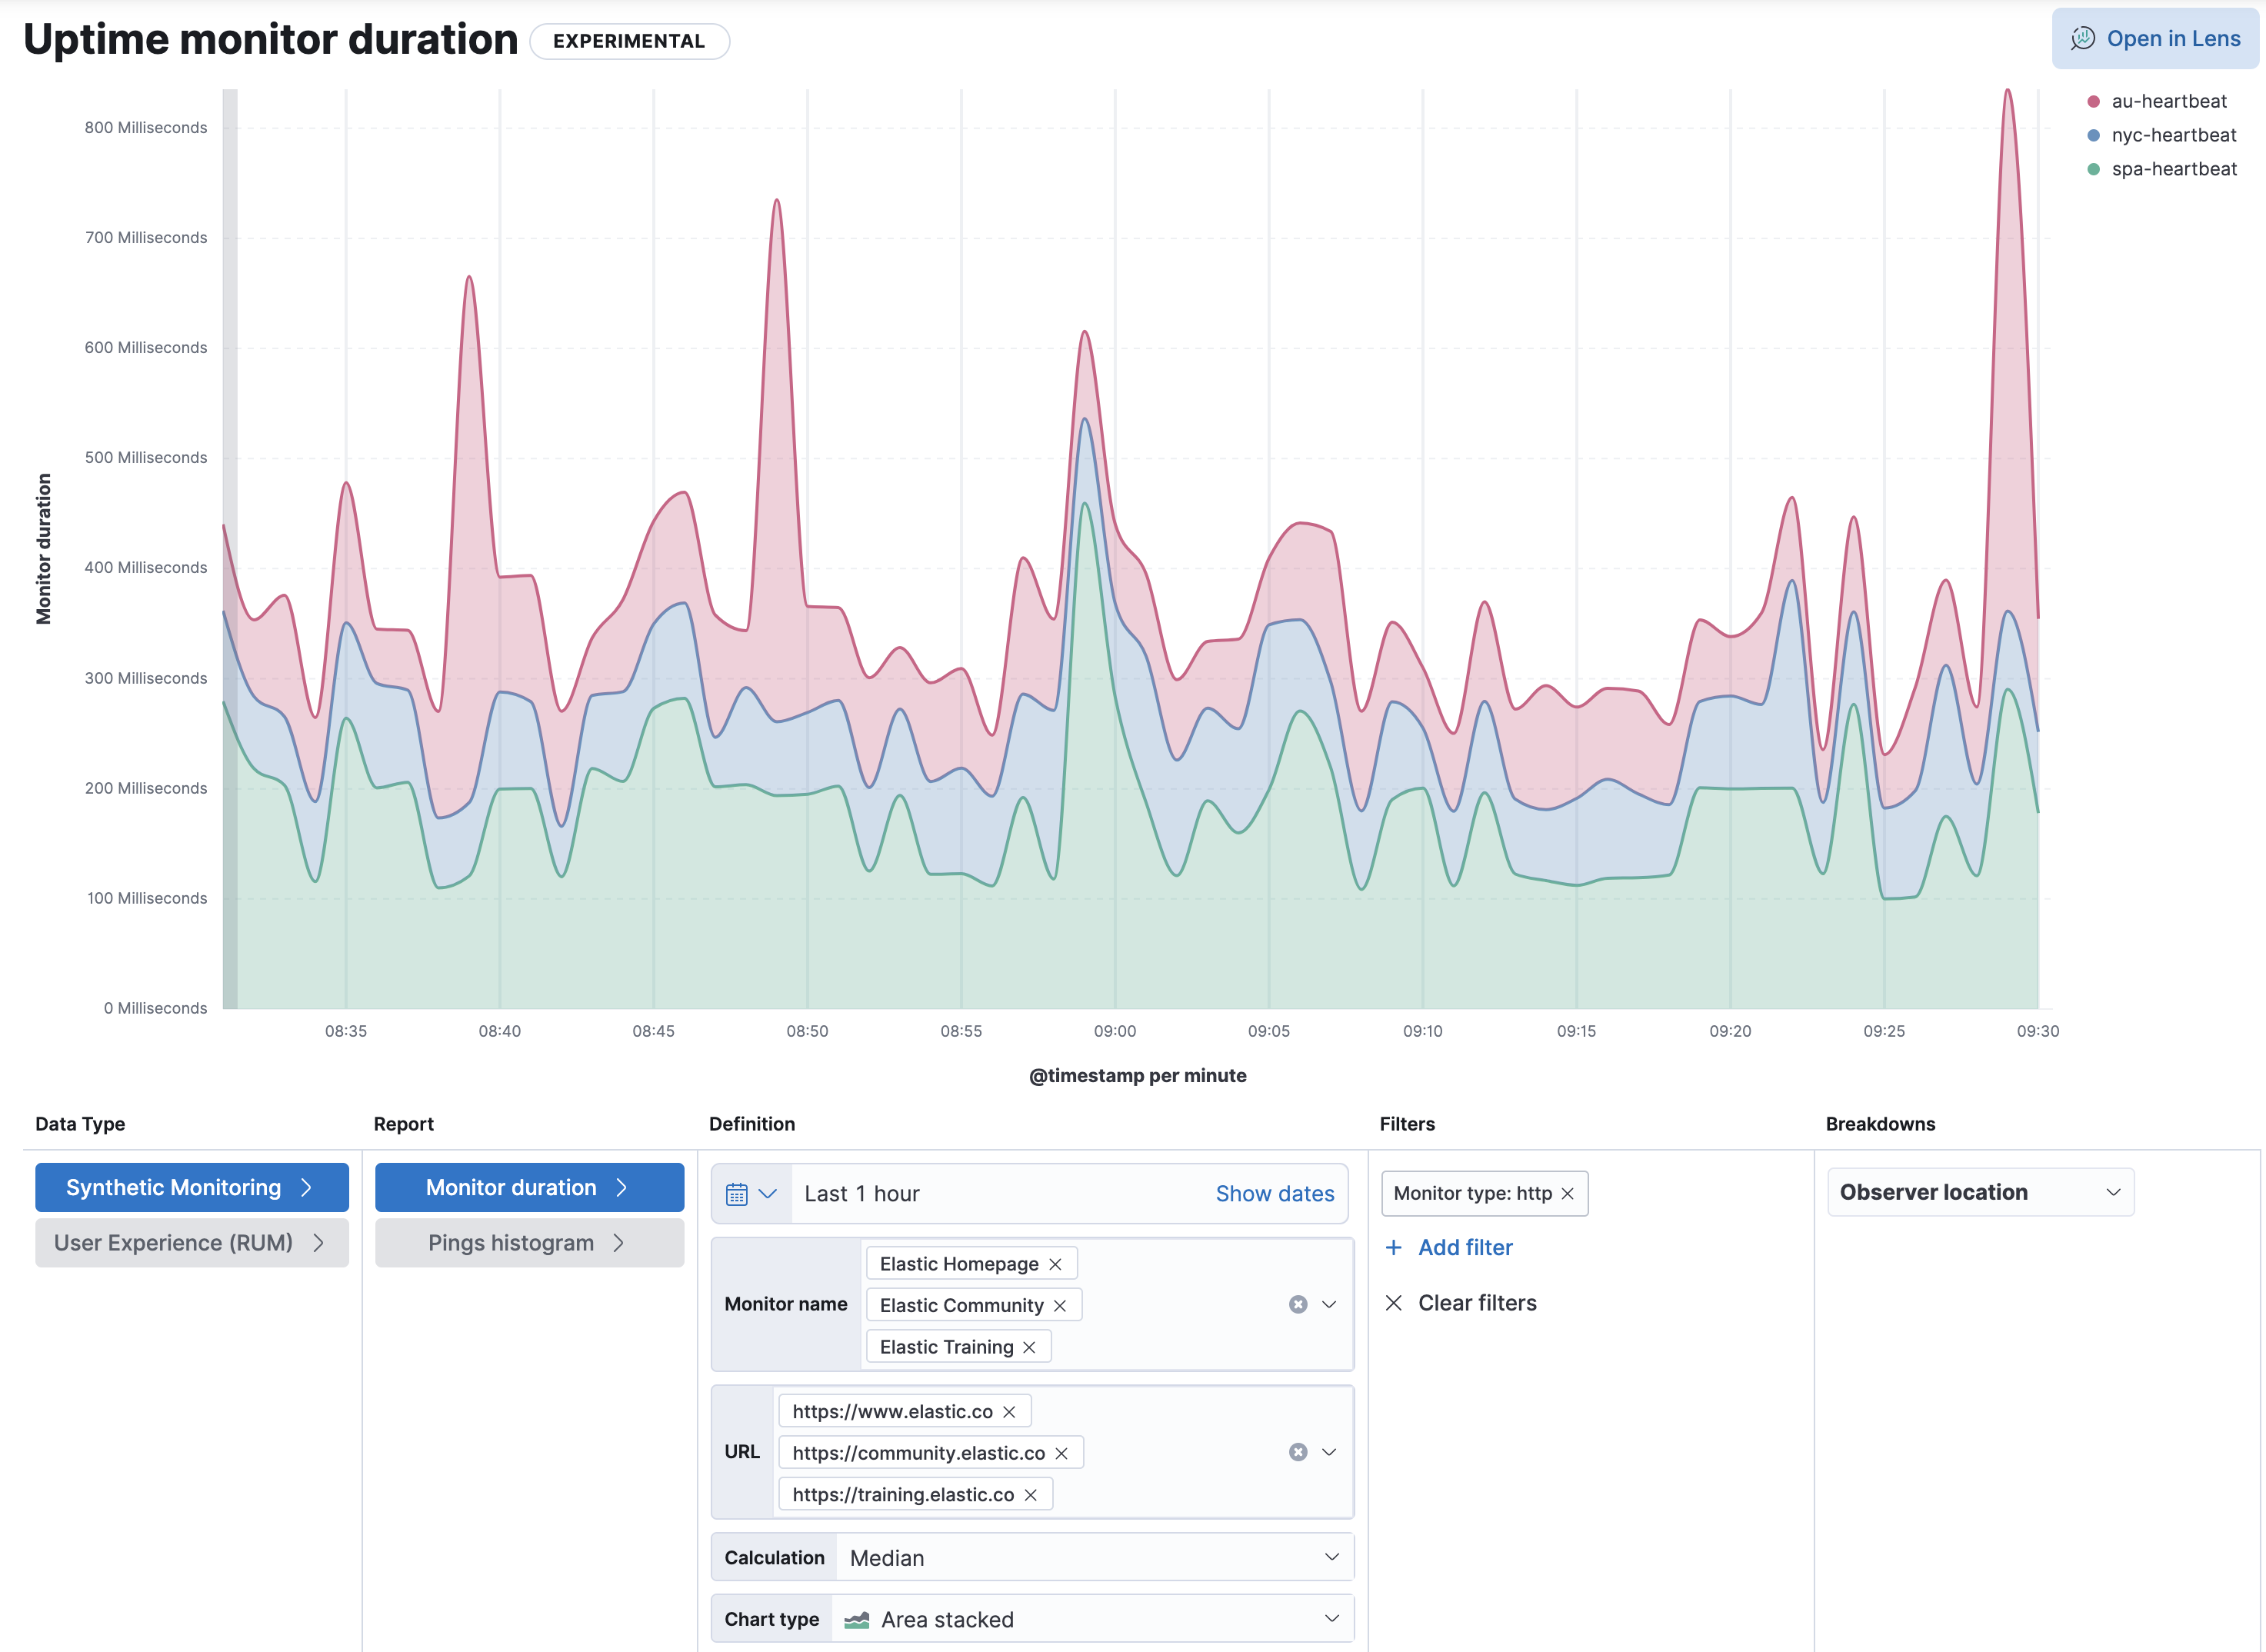 Uptime monitor duration
EXPERIMENTAL
Open in Lens
au-heartbeat
nyc-heartbeat
spa-heartbeat
Monitor duration
800 Milliseconds
700 Milliseconds
600 Milliseconds
500 Milliseconds
400 Milliseconds
300 Milliseconds
200 Milliseconds
100 Milliseconds
0 Milliseconds
08:35 08:40 08:45 08:50 08:55 09:00 09:05 09:10 09:15 09:20 09:25 09:30
@timestamp per minute
Data Type
Synthetic Monitoring
User Experience (RUM)
Report
Monitor duration
Pings histogram
Definition
Last 1 hour Show dates
Monitor name
Elastic Homepage
Elastic Community
Elastic Training
URL
https://www.elastic.co
https://community.elastic.co
https://training.elastic.co
Calculation Median
Chart type Area stacked
Filters
Monitor type: http
+ Add filter
Clear filters
Breakdowns
Observer location